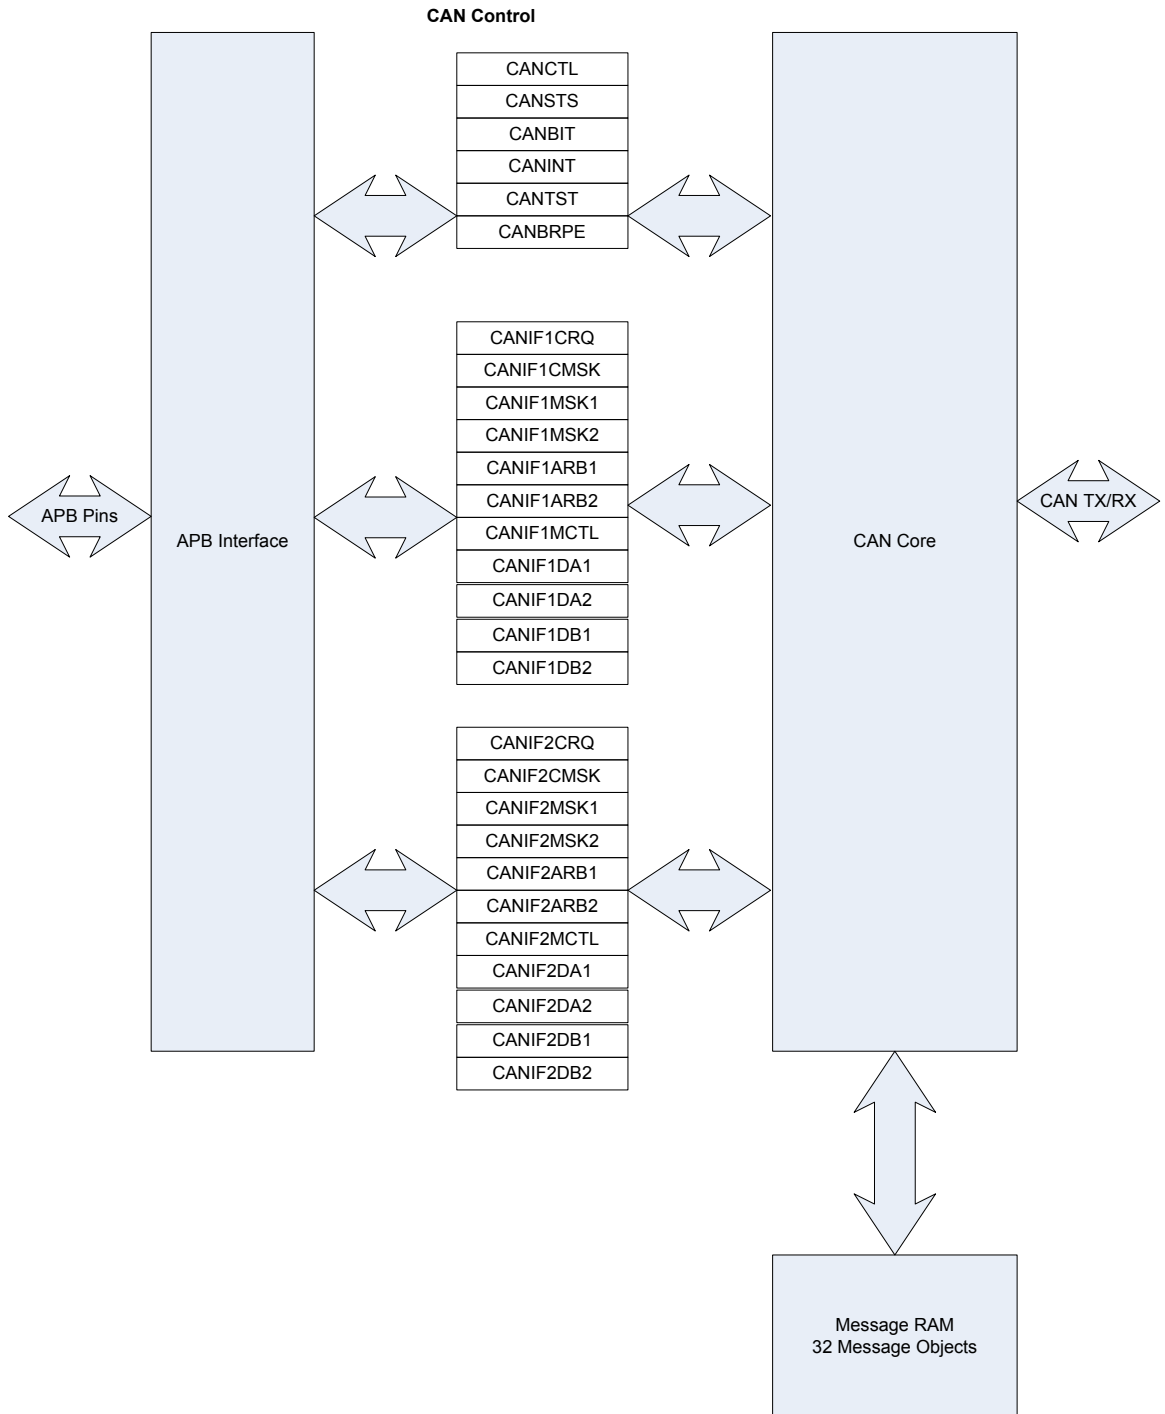 CAN Control
CANCTL
CANSTS
CANBIT
CANINT
CANTST
CANBRPE
CANIF1CRQ
CANIF1CMSK
CANIF1MSK1
CANIF1MSK2
CANIF1ARB1
CANIF1ARB2
CANIF1MCTL
CANIF1DA1
CANIF1DA2
CANIF1DB1
CANIF1DB2
APB Pins
APB Interface
CAN Core
CAN TX/RX
CANIF2CRQ
CANIF2CMSK
CANIF2MSK1
CANIF2MSK2
CANIF2ARB1
CANIF2ARB2
CANIF2MCTL
CANIF2DA1
CANIF2DA2
CANIF2DB1
CANIF2DB2
Message RAM
32 Message Objects